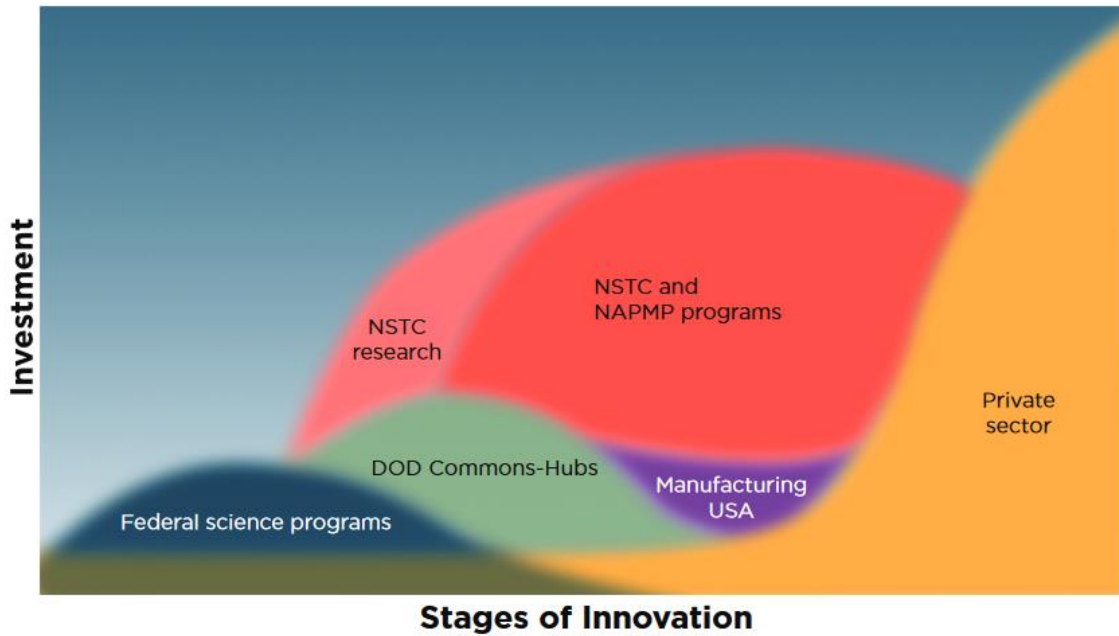 Investment
NSTC
research
NSTC and
NAPMP programs
Private
sector
DOD Commons-Hubs
Manufacturing
USA
Federal science programs
Stages of Innovation